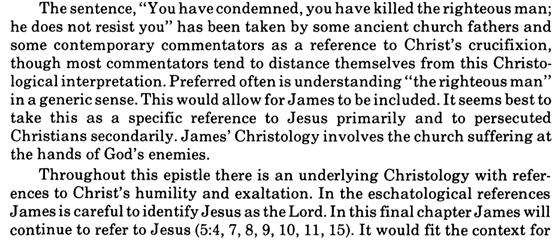 The sentence, "You have condemned, you have killed the righteous man;
he does not resist you" has been taken by some ancient church fathers and
some contemporary commentators as a reference to Christ's crucifixion,
though most commentators tend to distance themselves from this Christo-
logical interpretation. Preferred often is understanding "the righteous man"
in a generic sense. This would allow for James to be included. It seems best to
take this as a specific reference to Jesus primarily and to persecuted
Christians secondarily. James' Christology involves the church suffering at
the hands of God's enemies.
Throughout this epistle there is an underlying Christology with refer-
ences to Christ's humility and exaltation. In the eschatological references
James is careful to identify Jesus as the Lord. In this final chapter James will
continue to refer to Jesus (5:4, 7, 8, 9, 10, 11, 15). It would fit the context for